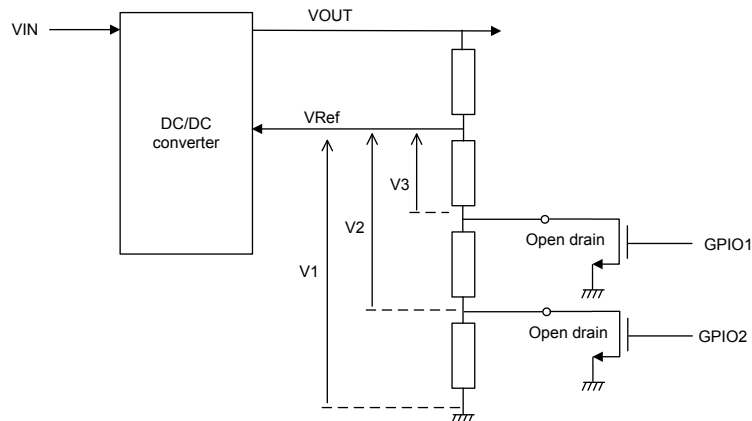 VIN
VOUT
DC/DC
converter
VRef
V3
V2
V1
Open drain
GPIO1
Open drain
GPIO2